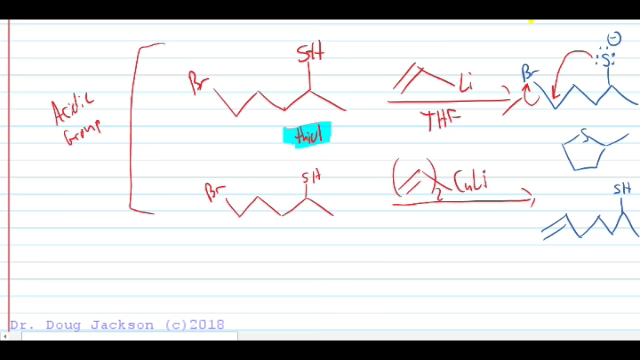 SH
Br
Li
THF
thiol
Acidic
Group
Br
S
⊖
S
Br
SH
( )₂ CuLi
SH
Dr. Doug Jackson (c)2018